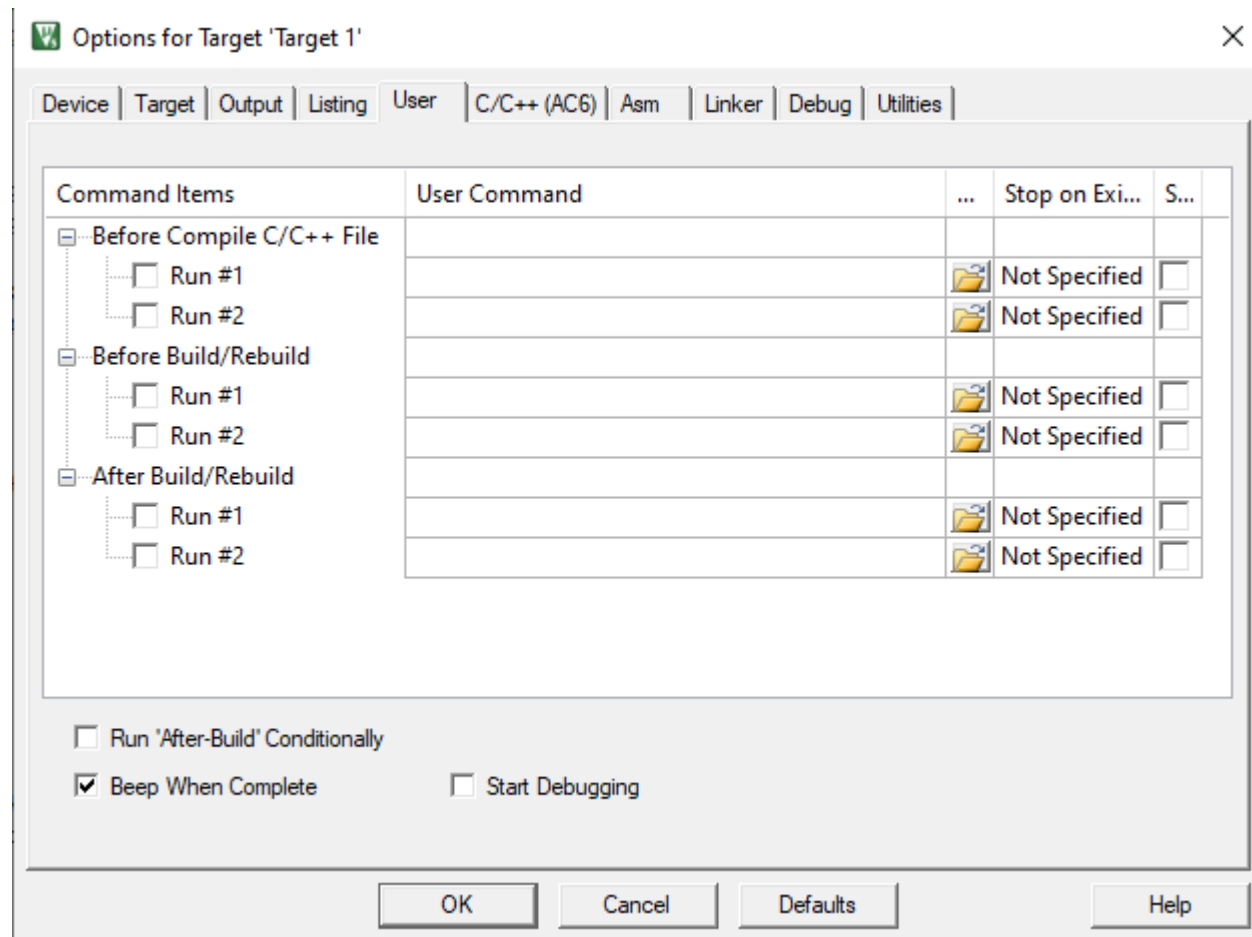 Options for Target 'Target 1'
Device Target Output Listing User C/C++ (AC6) Asm Linker Debug Utilities
Command Items User Command ... Stop on Exi... S...
Before Compile C/C++ File
Run #1 Not Specified
Run #2 Not Specified
Before Build/Rebuild
Run #1 Not Specified
Run #2 Not Specified
After Build/Rebuild
Run #1 Not Specified
Run #2 Not Specified
Run 'After-Build' Conditionally
Beep When Complete Start Debugging
OK Cancel Defaults Help